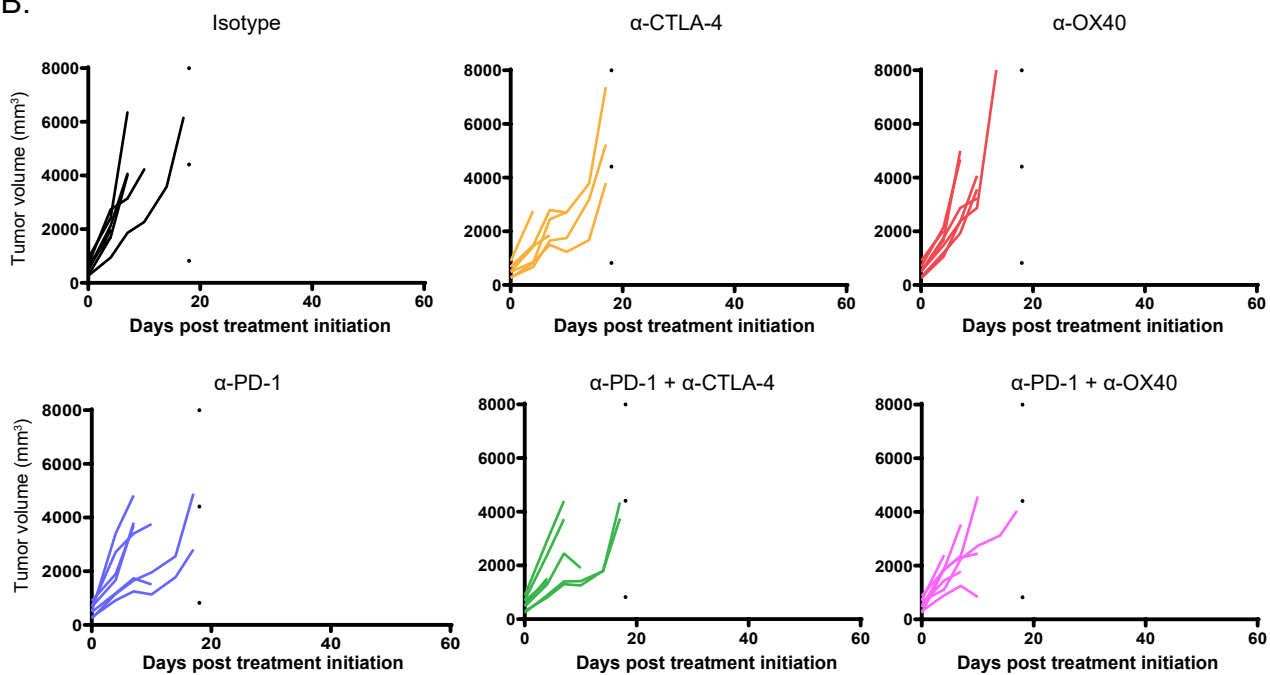 B.
Isotype
α-CTLA-4
α-OX40
Tumor volume (mm³)
8000
6000
4000
2000
0
0 20 40 60
Days post treatment initiation
8000
6000
4000
2000
0
0 20 40 60
Days post treatment initiation
8000
6000
4000
2000
0
0 20 40 60
Days post treatment initiation
α-PD-1
α-PD-1 + α-CTLA-4
α-PD-1 + α-OX40
Tumor volume (mm³)
8000
6000
4000
2000
0
0 20 40 60
Days post treatment initiation
8000
6000
4000
2000
0
0 20 40 60
Days post treatment initiation
8000
6000
4000
2000
0
0 20 40 60
Days post treatment initiation